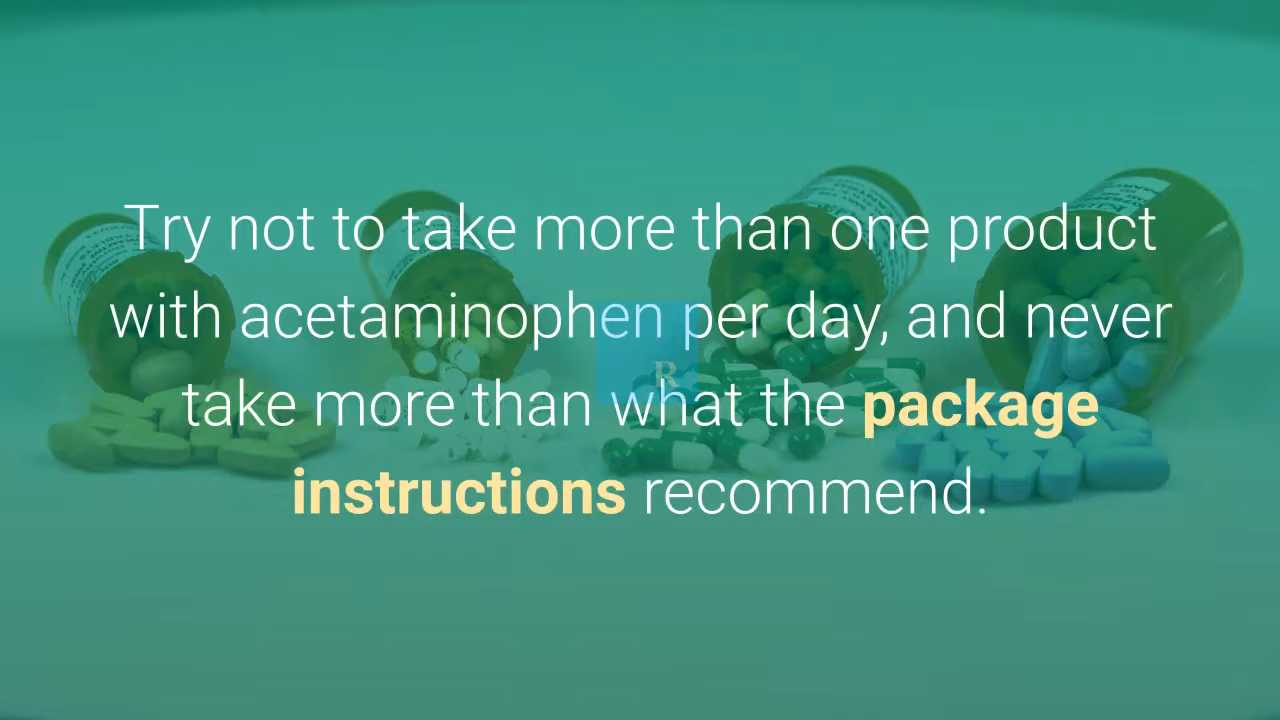 Try not to take more than one product
with acetaminophen per day, and never
take more than what the package
instructions recommend.
R